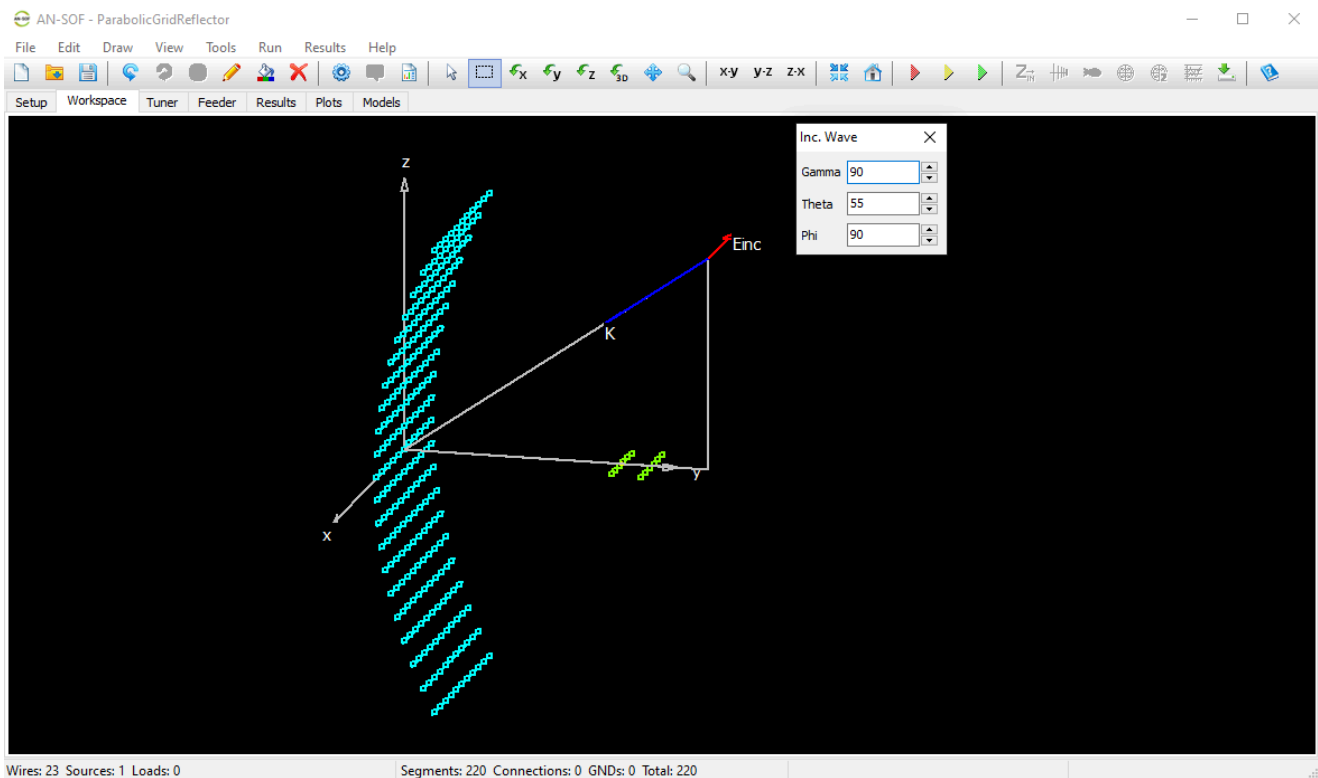 AN-SOF - ParabolicGridReflector
File Edit Draw View Tools Run Results Help
x y z 3D x-y y-z z-x Z IN
Setup Workspace Tuner Feeder Results Plots Models
Inc. Wave
Gamma 90
Theta 55
Phi 90
z
Einc
K
y
x
Wires: 23 Sources: 1 Loads: 0 Segments: 220 Connections: 0 GNDs: 0 Total: 220